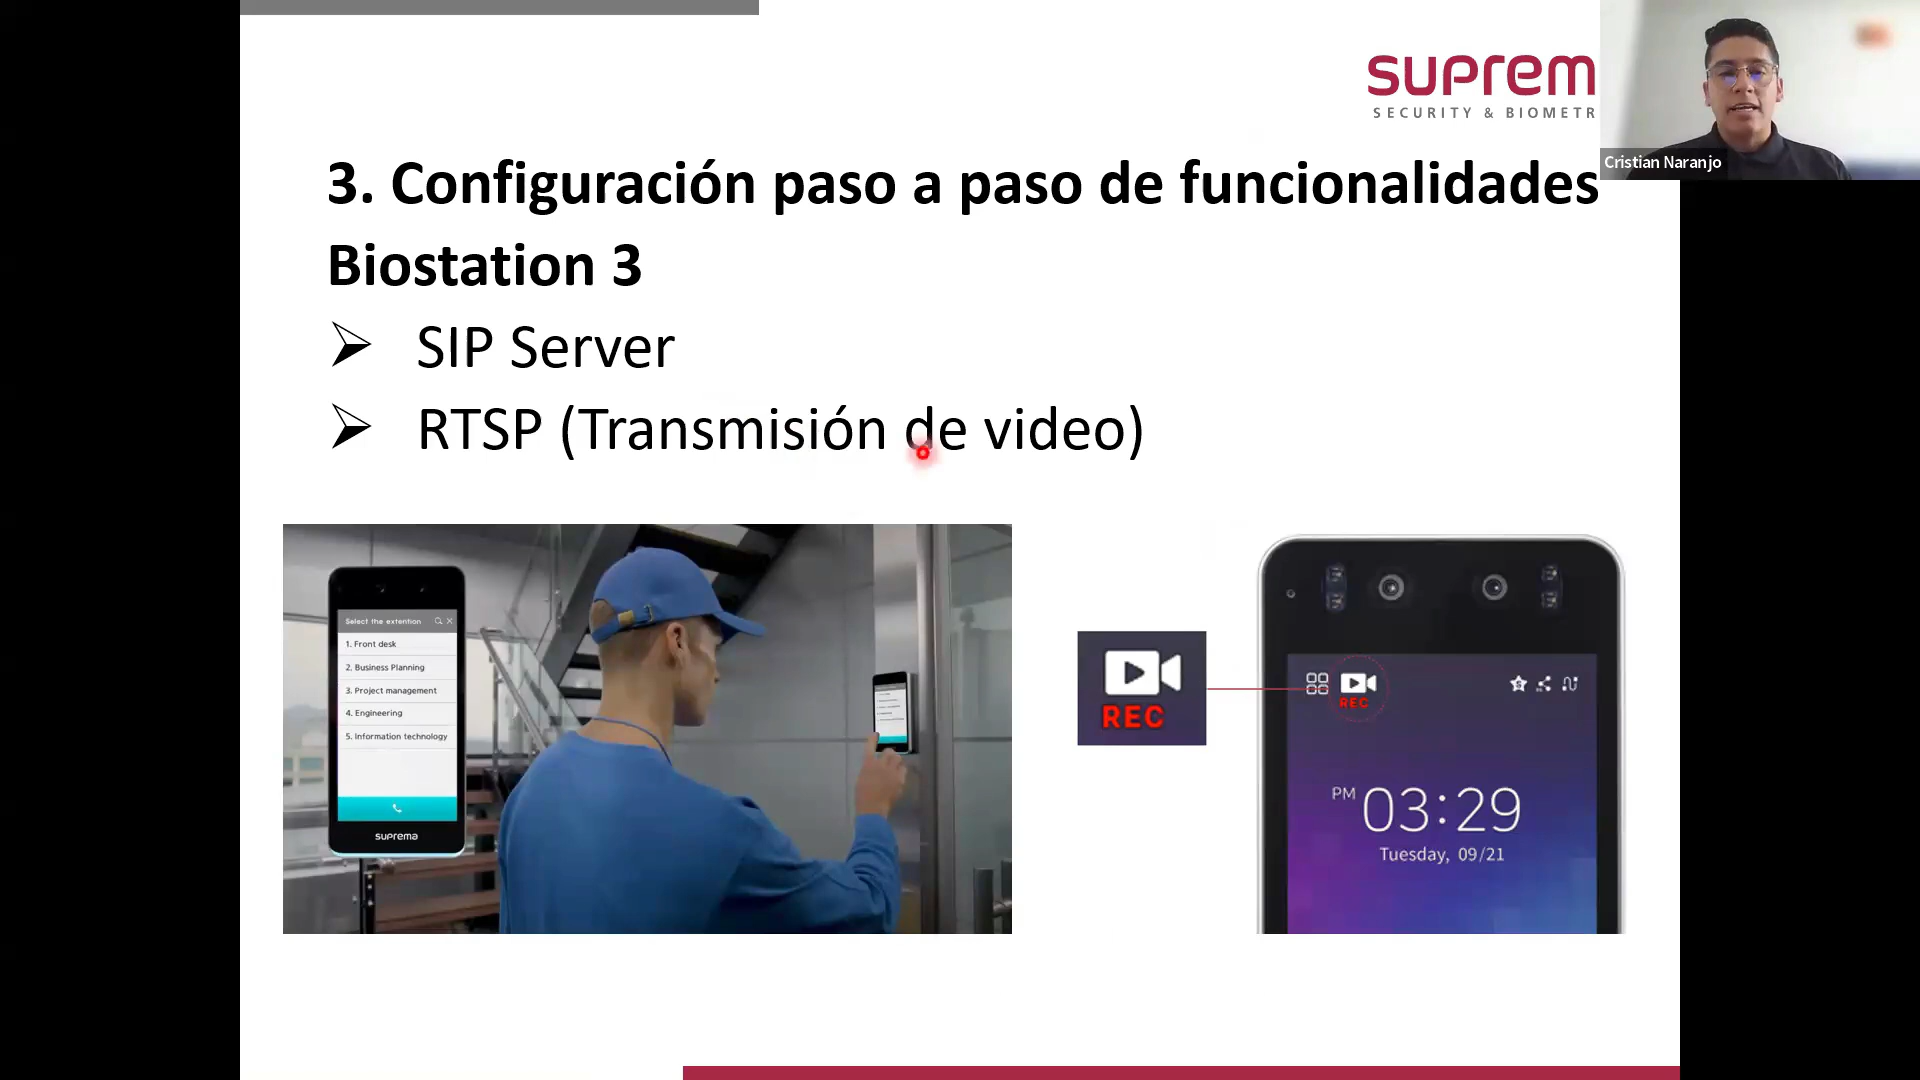 suprem
SECURITY & BIOMETR
Cristian Naranjo
3. Configuración paso a paso de funcionalidades
Biostation 3
➢ SIP Server
➢ RTSP (Transmisión de video)
Select the extention
1. Front desk
2. Business Planning
3. Project management
4. Engineering
5. Information technology
suprema
REC
REC
PM 03:29
Tuesday, 09/21